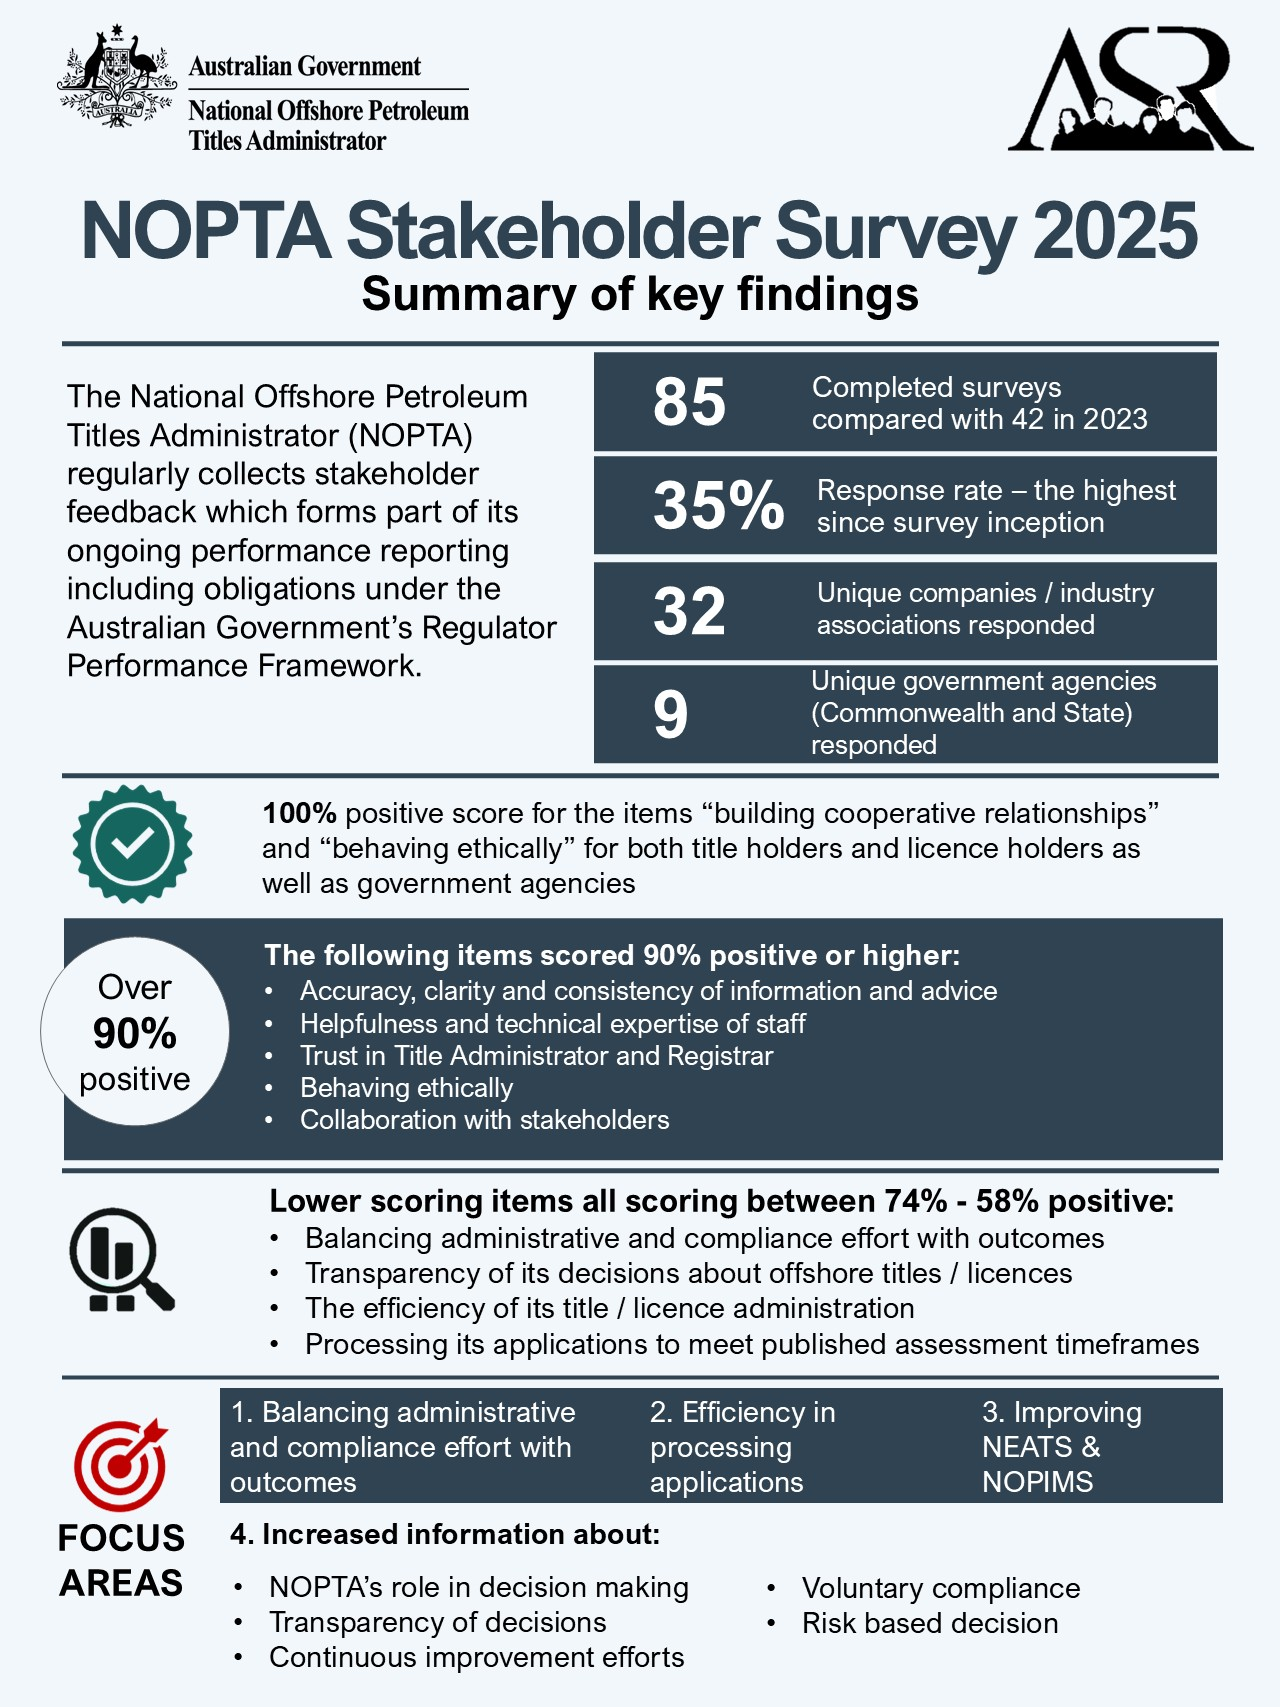 Australian Government
National Offshore Petroleum
Titles Administrator
AUSTRALIA
ASR
NOPTA Stakeholder Survey 2025
Summary of key findings
The National Offshore Petroleum
Titles Administrator (NOPTA)
regularly collects stakeholder
feedback which forms part of its
ongoing performance reporting
including obligations under the
Australian Government’s Regulator
Performance Framework.
85
Completed surveys
compared with 42 in 2023
35%
Response rate – the highest
since survey inception
32
Unique companies / industry
associations responded
9
Unique government agencies
(Commonwealth and State)
responded
100% positive score for the items “building cooperative relationships”
and “behaving ethically” for both title holders and licence holders as
well as government agencies
Over
90%
positive
The following items scored 90% positive or higher:
• Accuracy, clarity and consistency of information and advice
• Helpfulness and technical expertise of staff
• Trust in Title Administrator and Registrar
• Behaving ethically
• Collaboration with stakeholders
Lower scoring items all scoring between 74% - 58% positive:
• Balancing administrative and compliance effort with outcomes
• Transparency of its decisions about offshore titles / licences
• The efficiency of its title / licence administration
• Processing its applications to meet published assessment timeframes
FOCUS
AREAS
1. Balancing administrative
and compliance effort with
outcomes
2. Efficiency in
processing
applications
3. Improving
NEATS &
NOPIMS
4. Increased information about:
• NOPTA’s role in decision making
• Transparency of decisions
• Continuous improvement efforts
• Voluntary compliance
• Risk based decision